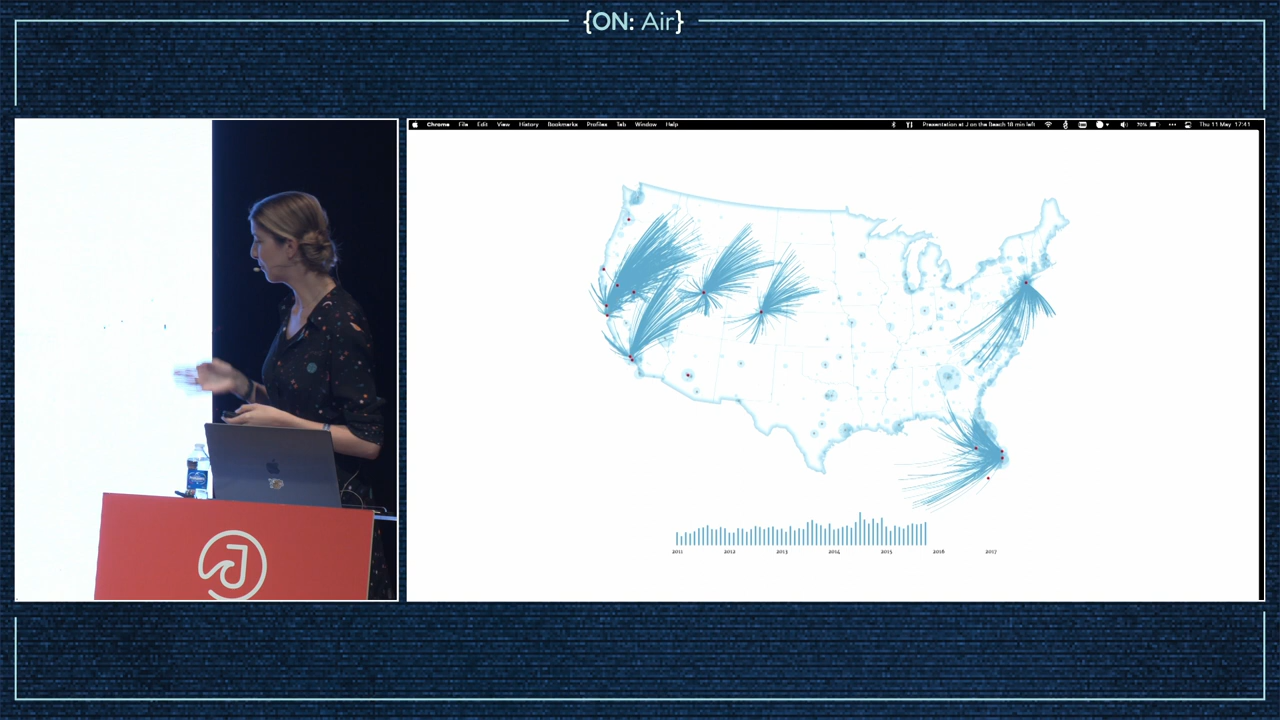 {ON: Air}
Chrome File Edit View History Bookmarks Profiles Tab Window Help
Presentation at J on the Beach 18 min left 70% Thu 11 May 17:41
2011 2012 2013 2014 2015 2016 2017